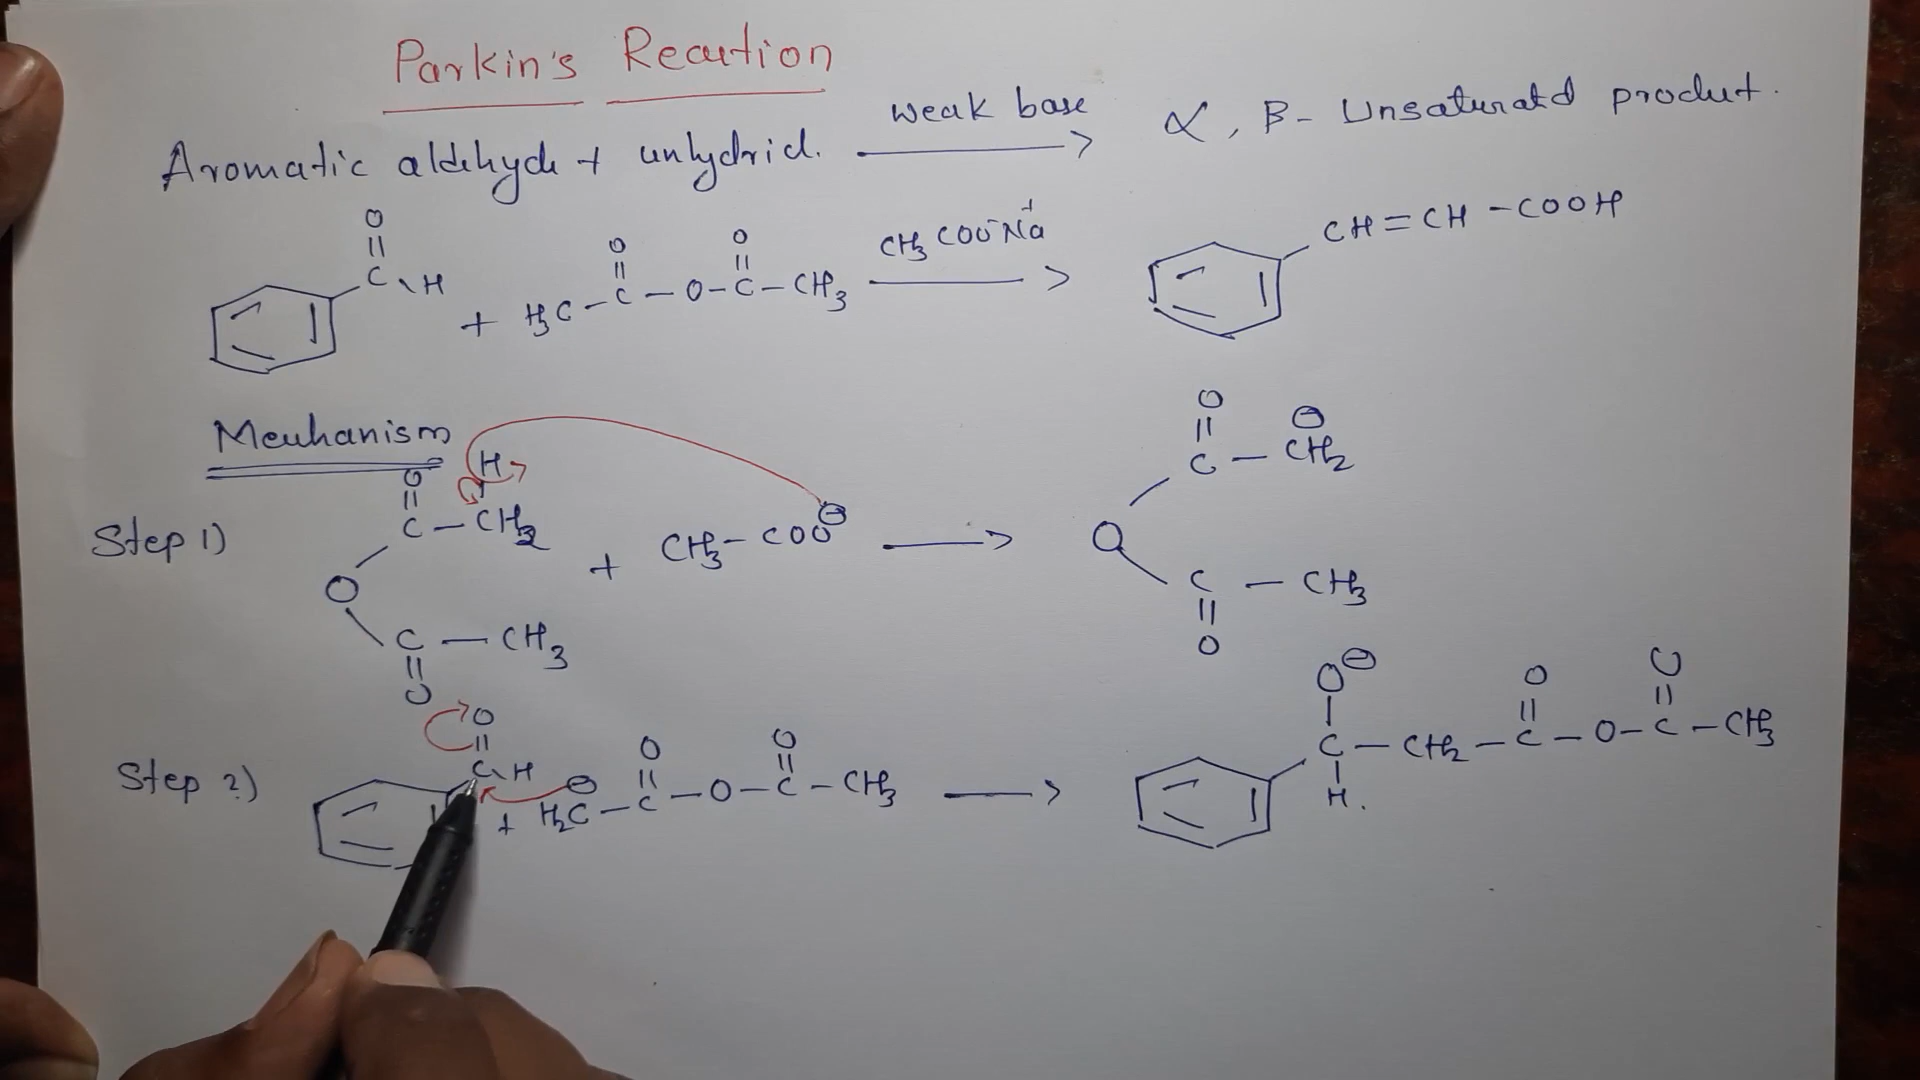 Parkin's Reaction
Aromatic aldehyde + unhydrid. weak base → α, β- Unsaturated product.
O
||
C H + H3C - C - O - C - CH3 CH3COO⁻Na⁺ → CH = CH - COOH
O O
|| ||
Mechanism
Step 1)
O
||
C - CH2
H
O
C - CH3
||
O
+ CH3 - COO⊖ →
O
||
C - CH2
⊖
O
C - CH3
||
O
Step 2)
O
||
C H
+ H2C - C - O - C - CH3 →
⊖ O O
|| ||
O⊖ O
| || ||
C - CH2 - C - O - C - CH3
|
H.